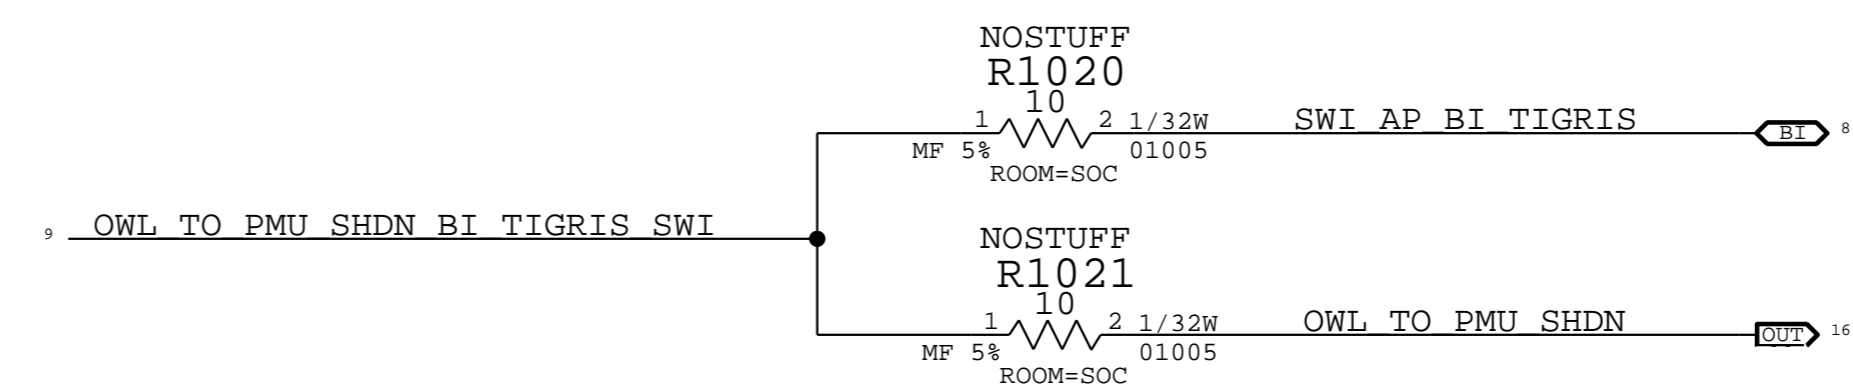 NOSTUFF
R1020
10
1 2 1/32W SWI_AP_BI_TIGRIS BI 8
MF 5% 01005
ROOM=SOC
9 OWL_TO_PMU_SHDN_BI_TIGRIS_SWI
NOSTUFF
R1021
10
1 2 1/32W OWL_TO_PMU_SHDN OUT 16
MF 5% 01005
ROOM=SOC